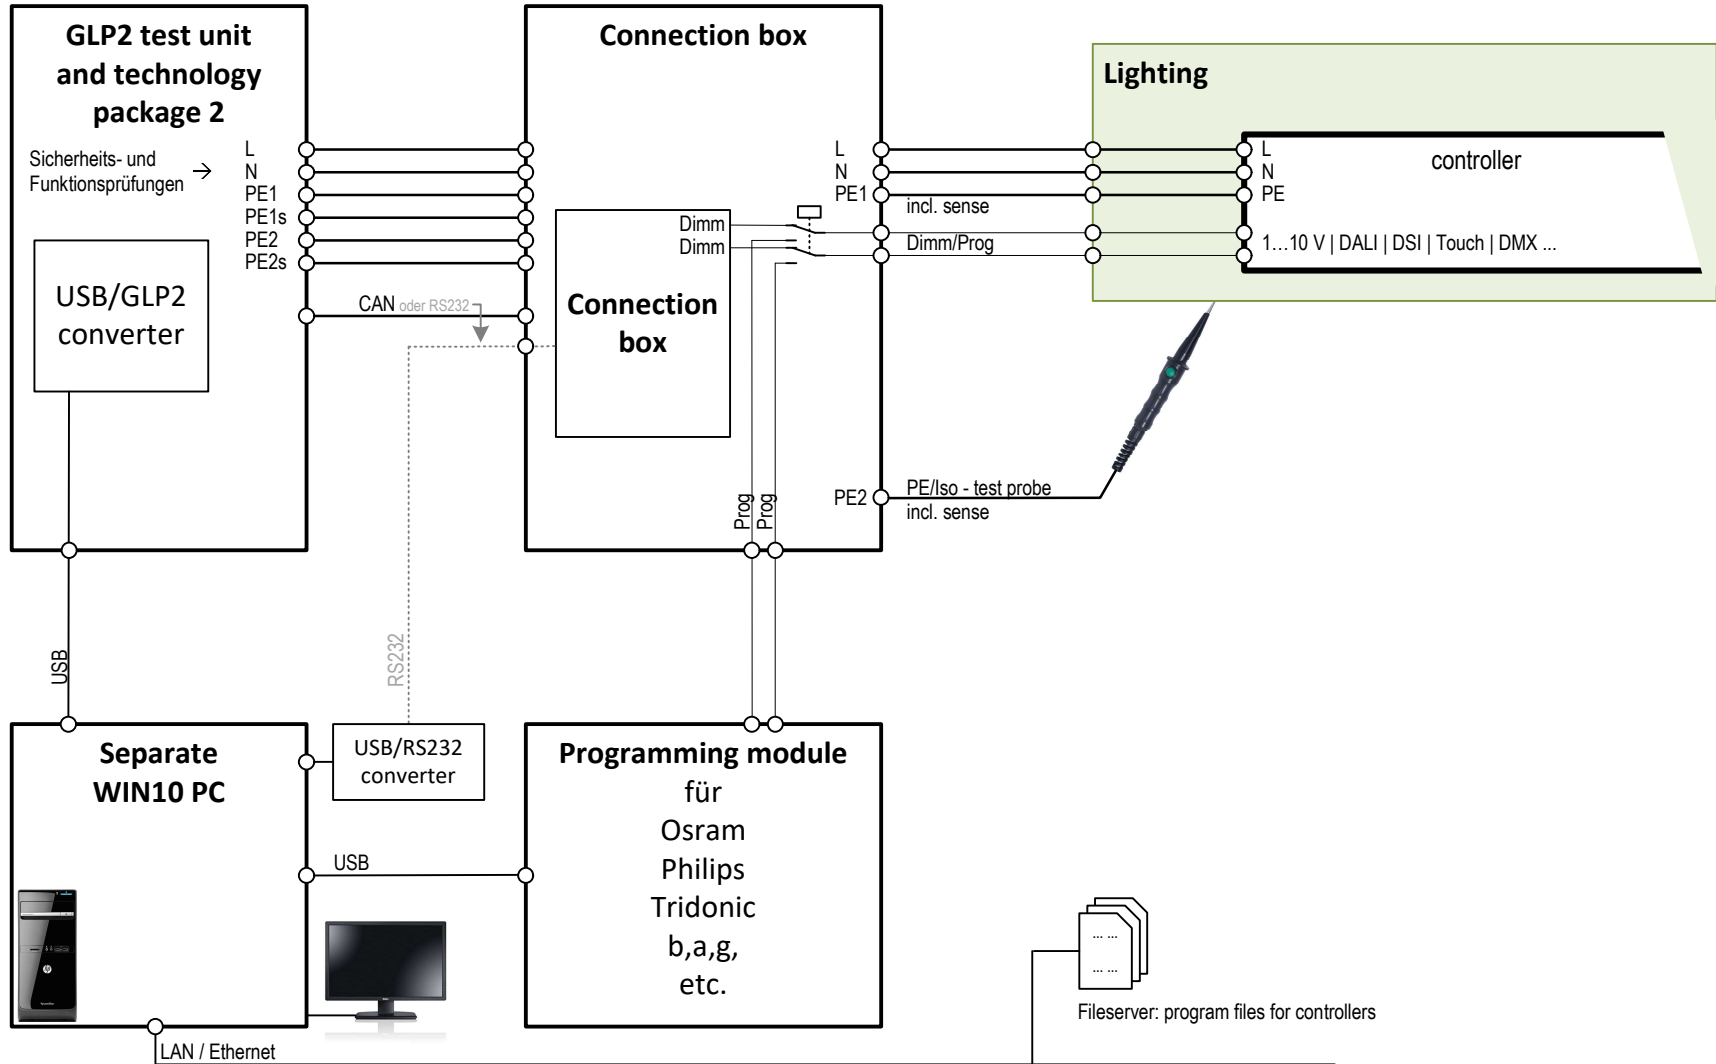 GLP2 test unit
and technology
package 2
Sicherheits- und
Funktionsprüfungen →
L
N
PE1
PE1s
PE2
PE2s
USB/GLP2
converter
CAN oder RS232
Connection box
Dimm
Dimm
Connection
box
L
N
PE1
incl. sense
Dimm/Prog
Lighting
controller
L
N
PE
1…10 V | DALI | DSI | Touch | DMX ...
PE2
PE/Iso - test probe
incl. sense
Prog
Prog
USB
RS232
Separate
WIN10 PC
USB/RS232
converter
USB
Programming module
für
Osram
Philips
Tridonic
b,a,g,
etc.
... ...
... ...
Fileserver: program files for controllers
LAN / Ethernet